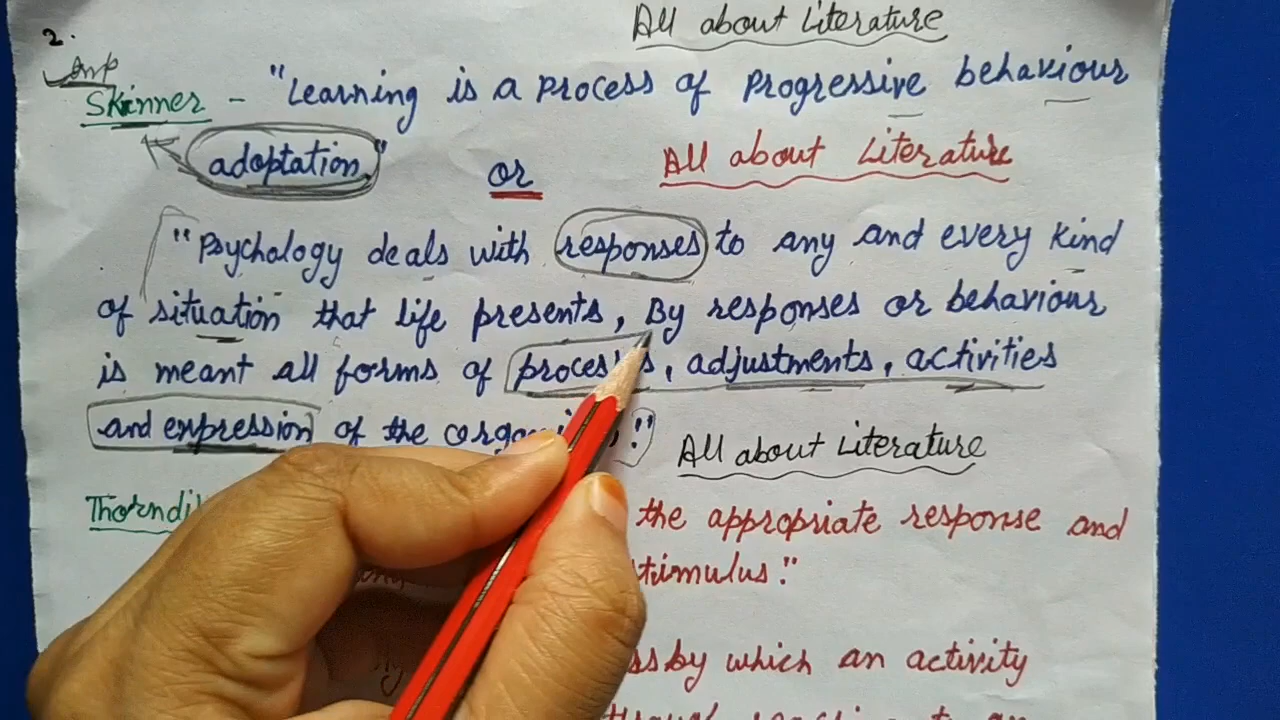 All about Literature
2.
Imp
Skinner - "Learning is a process of Progressive behaviour
adoptation." or All about Literature
"Psychology deals with responses to any and every kind
of situation that life presents, By responses or behaviour
is meant all forms of process, adjustments, activities
and expression of the
All about Literature
the appropriate response and
stimulus."
by which an activity